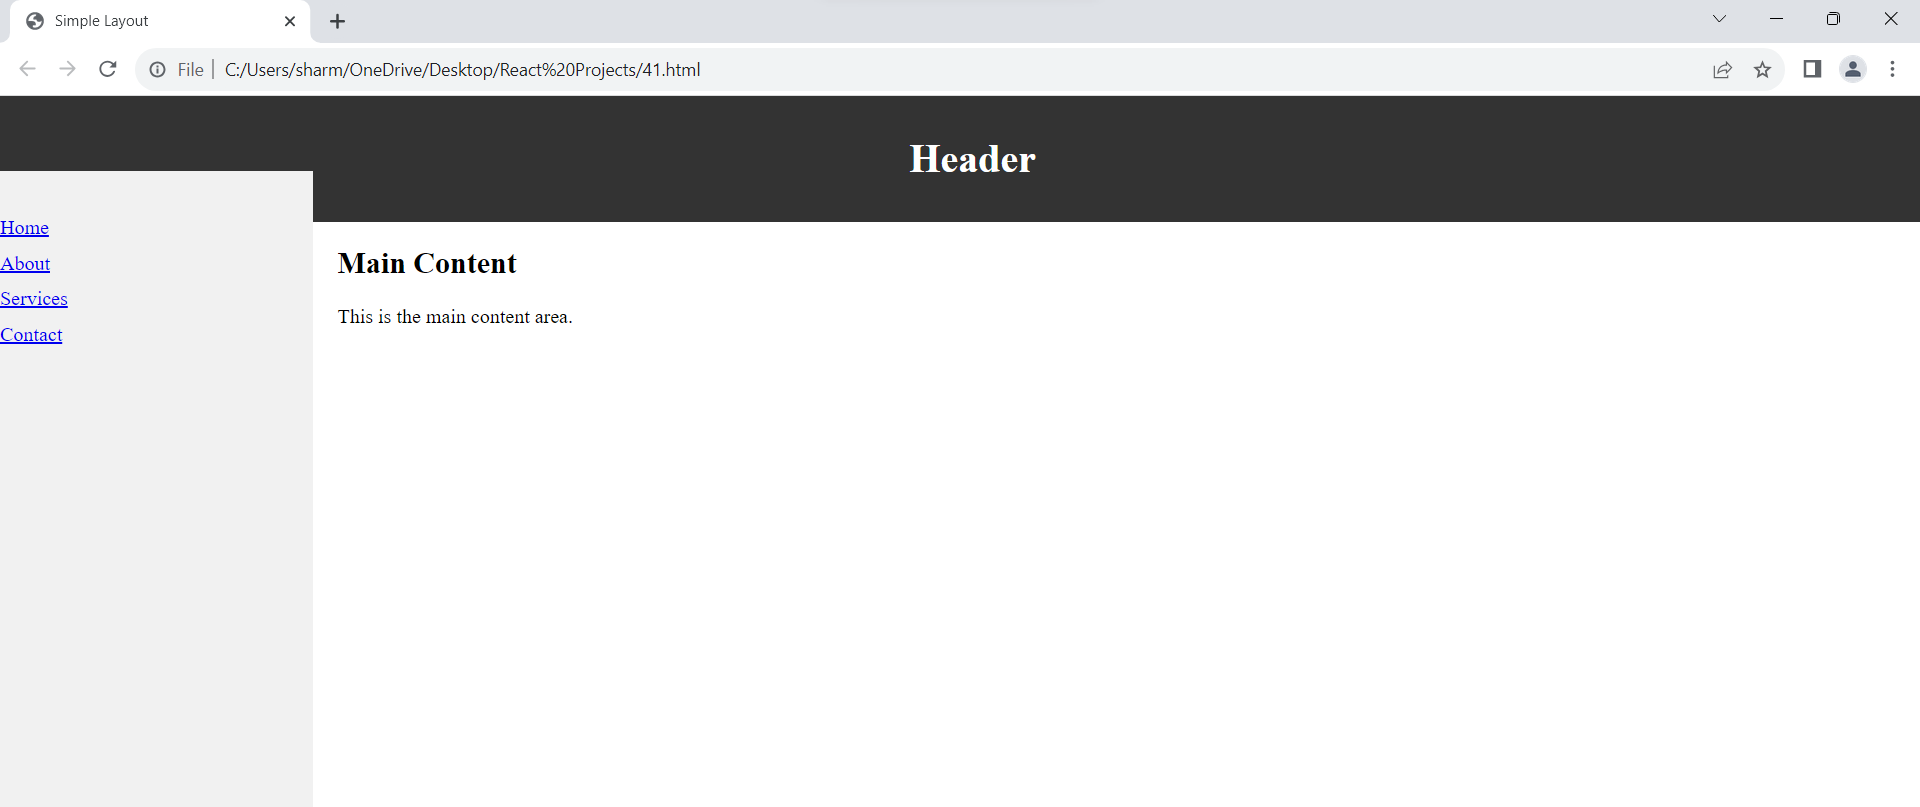 Simple Layout
File C:/Users/sharm/OneDrive/Desktop/React%20Projects/41.html
Header
Home
About
Services
Contact
Main Content
This is the main content area.